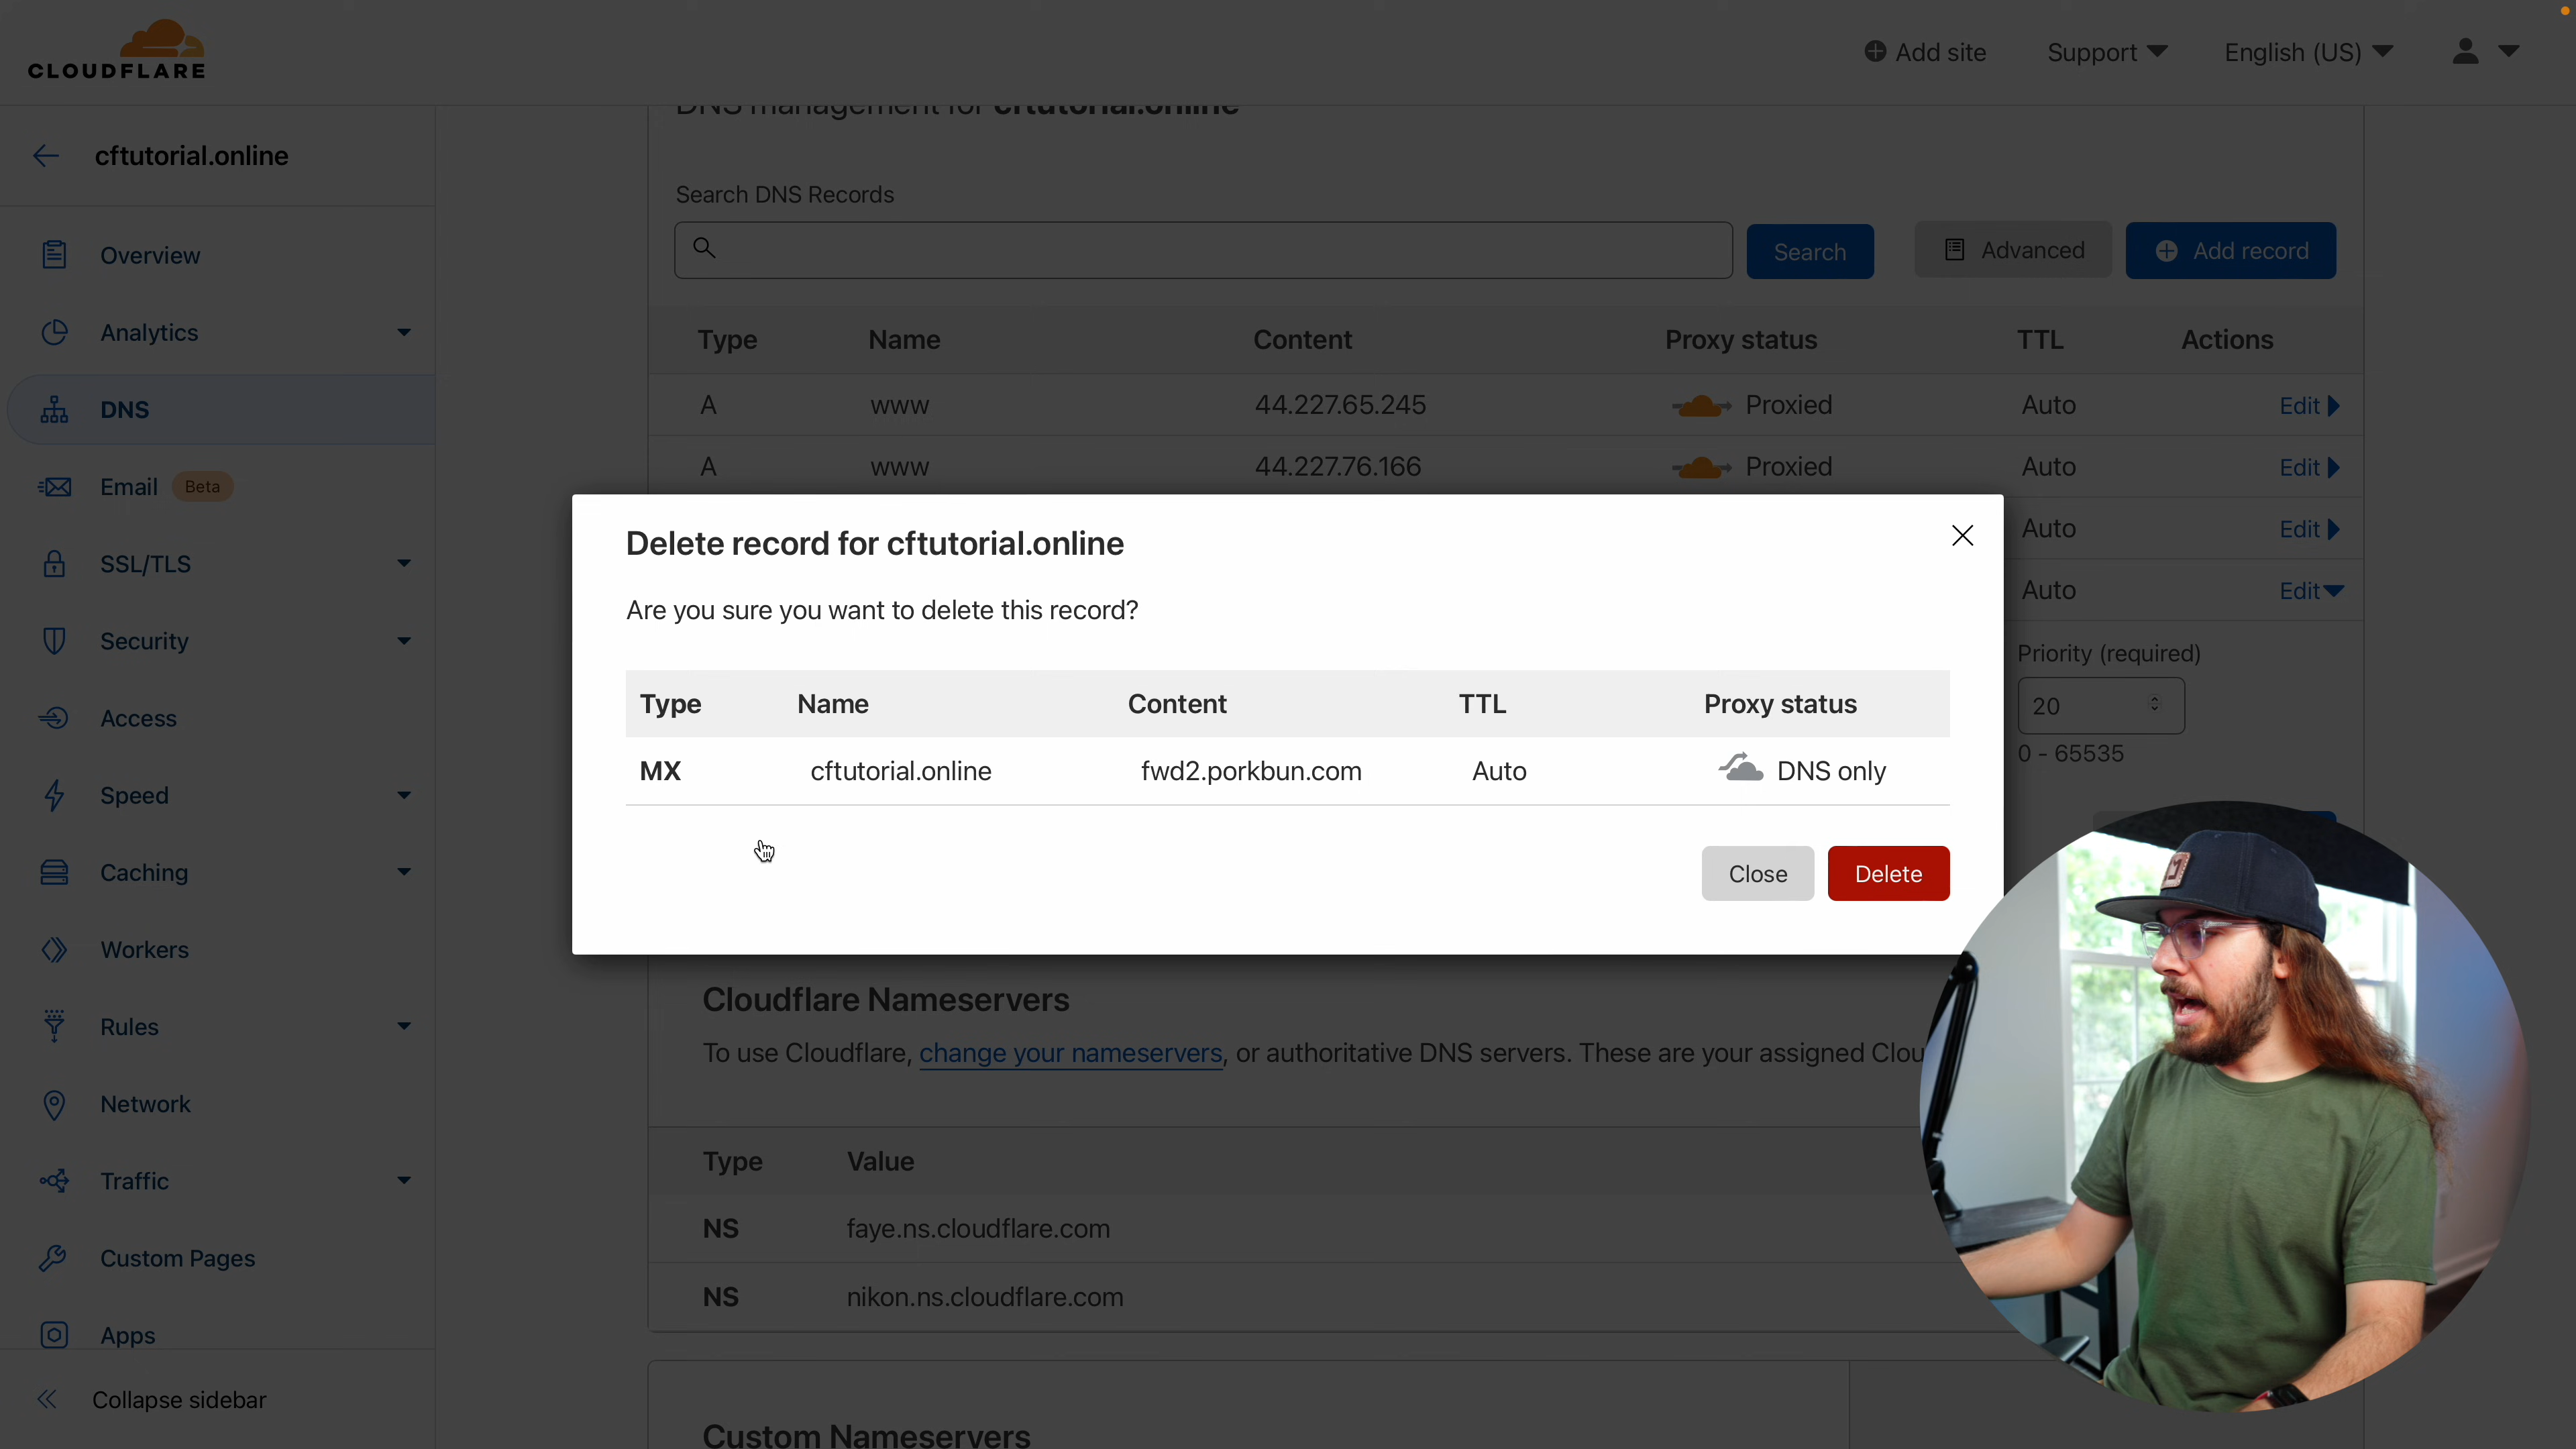 CLOUDFLARE
Add site
Support
English (US)
cftutorial.online
Overview
Analytics
DNS
Email Beta
SSL/TLS
Security
Access
Speed
Caching
Workers
Rules
Network
Traffic
Custom Pages
Apps
Collapse sidebar
DNS management for cftutorial.online
Search DNS Records
Search
Advanced
Add record
Type Name Content Proxy status TTL Actions
A www 44.227.65.245 Proxied Auto Edit
A www 44.227.76.166 Proxied Auto Edit
Auto Edit
Auto Edit
Priority (required)
20
0 - 65535
Delete record for cftutorial.online
Are you sure you want to delete this record?
Type Name Content TTL Proxy status
MX cftutorial.online fwd2.porkbun.com Auto DNS only
Close
Delete
Cloudflare Nameservers
To use Cloudflare, change your nameservers, or authoritative DNS servers. These are your assigned Clou
Type Value
NS faye.ns.cloudflare.com
NS nikon.ns.cloudflare.com
Custom Nameservers